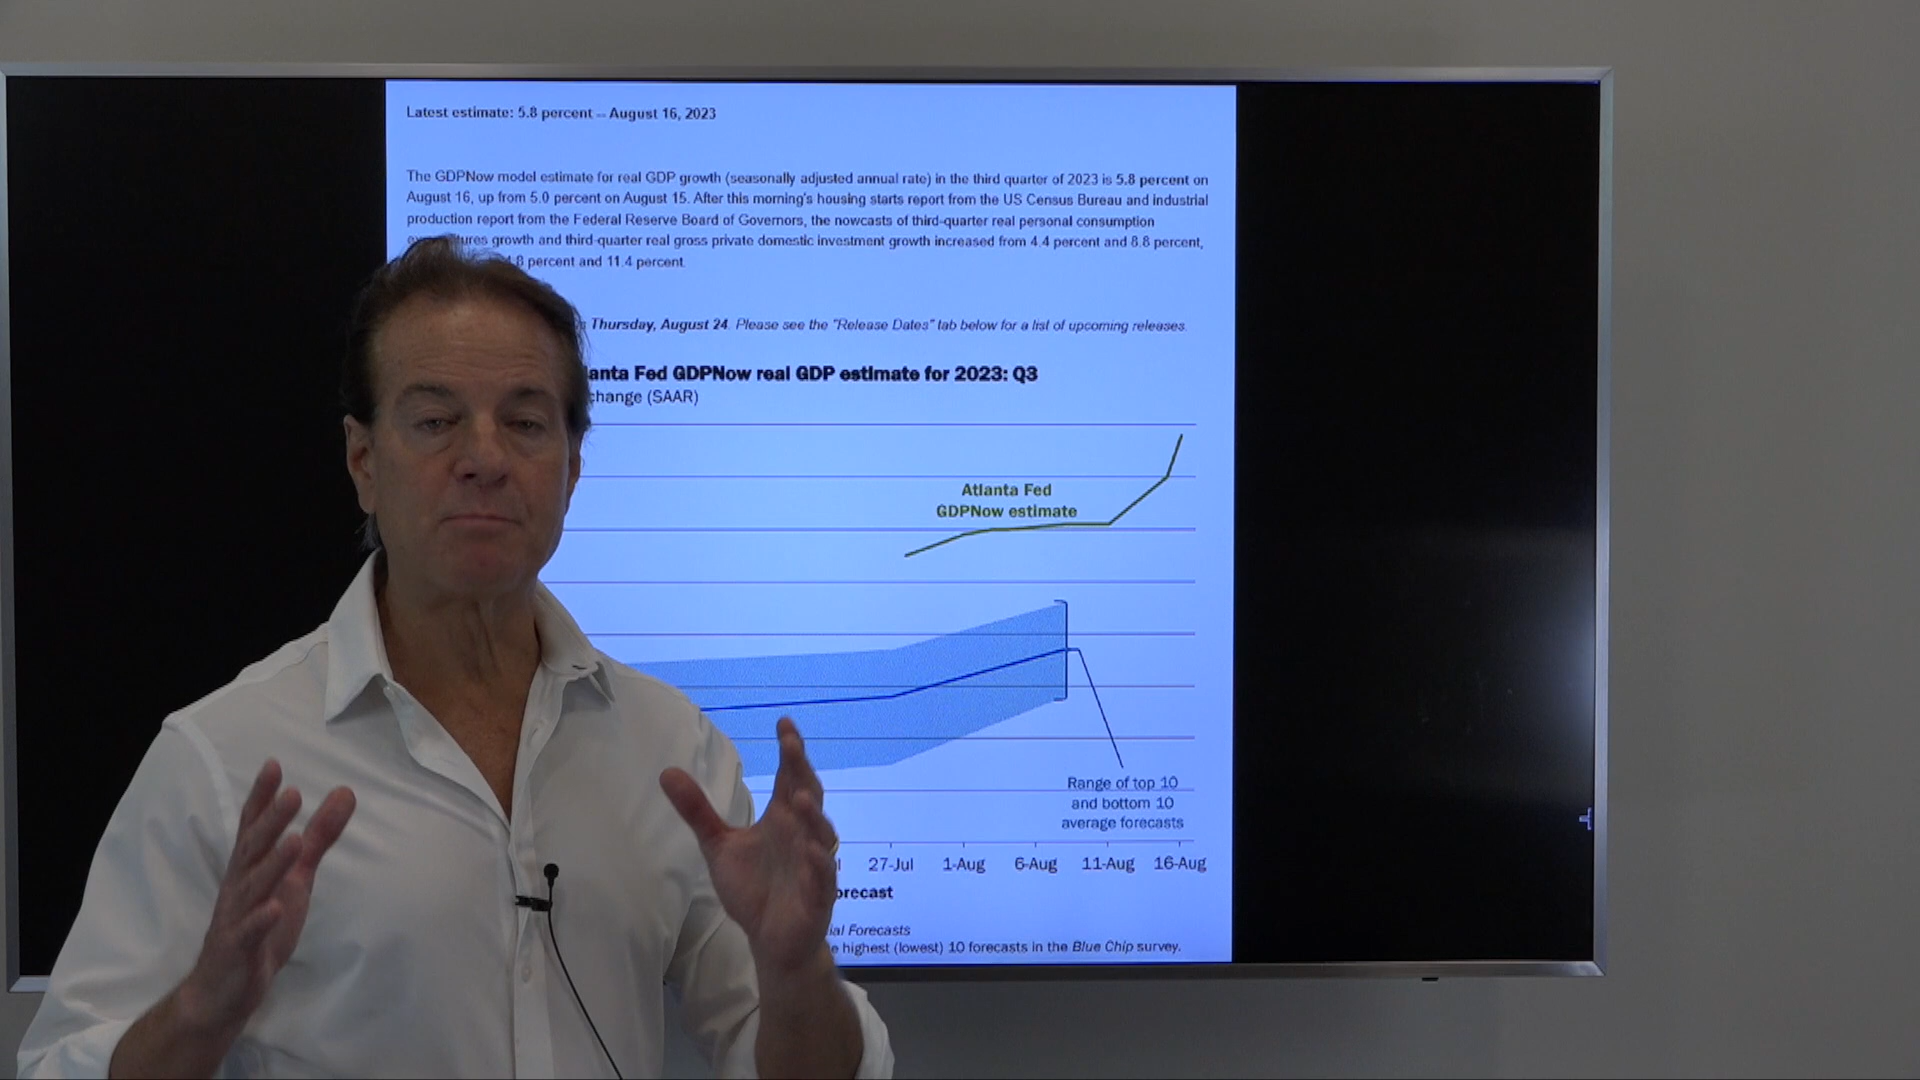 Latest estimate: 5.8 percent -- August 16, 2023
The GDPNow model estimate for real GDP growth (seasonally adjusted annual rate) in the third quarter of 2023 is 5.8 percent on
August 16, up from 5.0 percent on August 15. After this morning's housing starts report from the US Census Bureau and industrial
production report from the Federal Reserve Board of Governors, the nowcasts of third-quarter real personal consumption
growth and third-quarter real gross private domestic investment growth increased from 4.4 percent and 8.8 percent,
percent and 11.4 percent.
Thursday, August 24. Please see the "Release Dates" tab below for a list of upcoming releases.
Fed GDPNow real GDP estimate for 2023: Q3
change (SAAR)
Atlanta Fed
GDPNow estimate
Range of top 10
and bottom 10
average forecasts
27-Jul 1-Aug 6-Aug 11-Aug 16-Aug
Forecasts
highest (lowest) 10 forecasts in the Blue Chip survey.